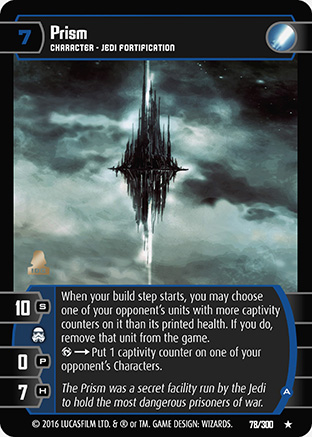 7 Prism
CHARACTER - JEDI FORTIFICATION
10 S
0 P
7 H
When your build step starts, you may choose
one of your opponent's units with more captivity
counters on it than its printed health. If you do,
remove that unit from the game.
Put 1 captivity counter on one of your
opponent's Characters.
The Prism was a secret facility run by the Jedi
to hold the most dangerous prisoners of war.
A
© 2016 LUCASFILM LTD. & ® or TM. GAME DESIGN: WIZARDS. 78/300